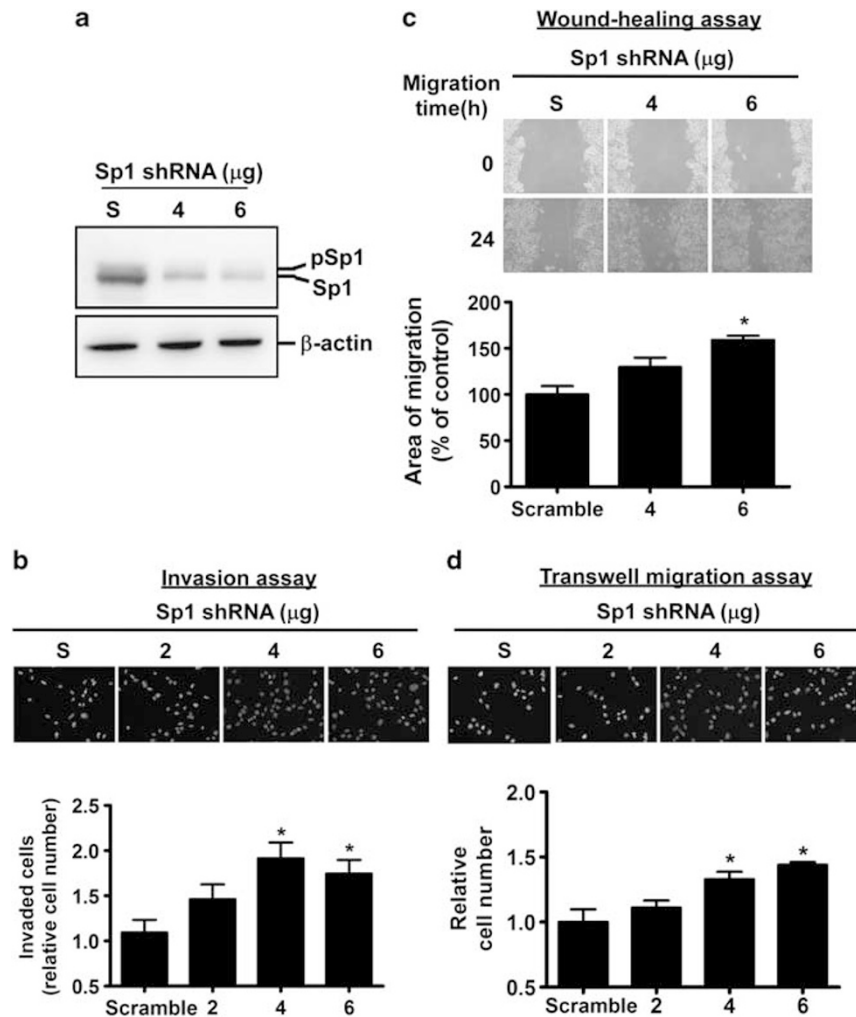 a
Sp1 shRNA (µg)
S 4 6
pSp1
Sp1
β-actin
c
Wound-healing assay
Sp1 shRNA (µg)
Migration
time(h)
S 4 6
0
24
Area of migration
(% of control)
200
150
100
50
0
*
Scramble 4 6
b
Invasion assay
Sp1 shRNA (µg)
S 2 4 6
Invaded cells
(relative cell number)
2.5
2.0
1.5
1.0
0.5
* *
Scramble 2 4 6
d
Transwell migration assay
Sp1 shRNA (µg)
S 2 4 6
Relative
cell number
2.0
1.5
1.0
0.5
* *
Scramble 2 4 6